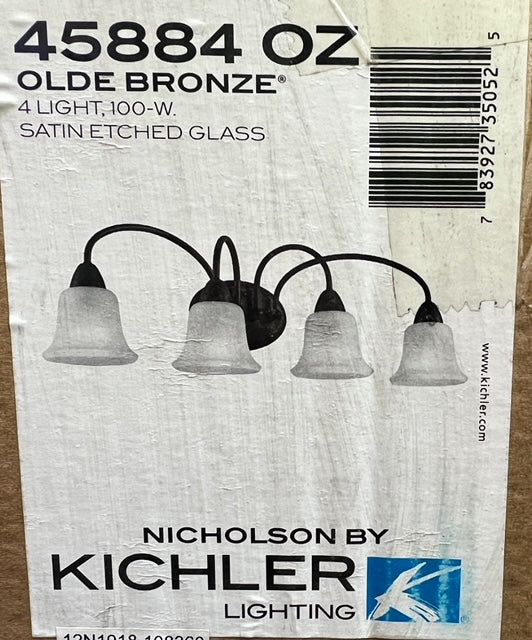 45884 OZ
OLDE BRONZE®
4 LIGHT, 100-W.
SATIN ETCHED GLASS
7 83927 35052 5
www.kichler.com
NICHOLSON BY
KICHLER
LIGHTING
K®